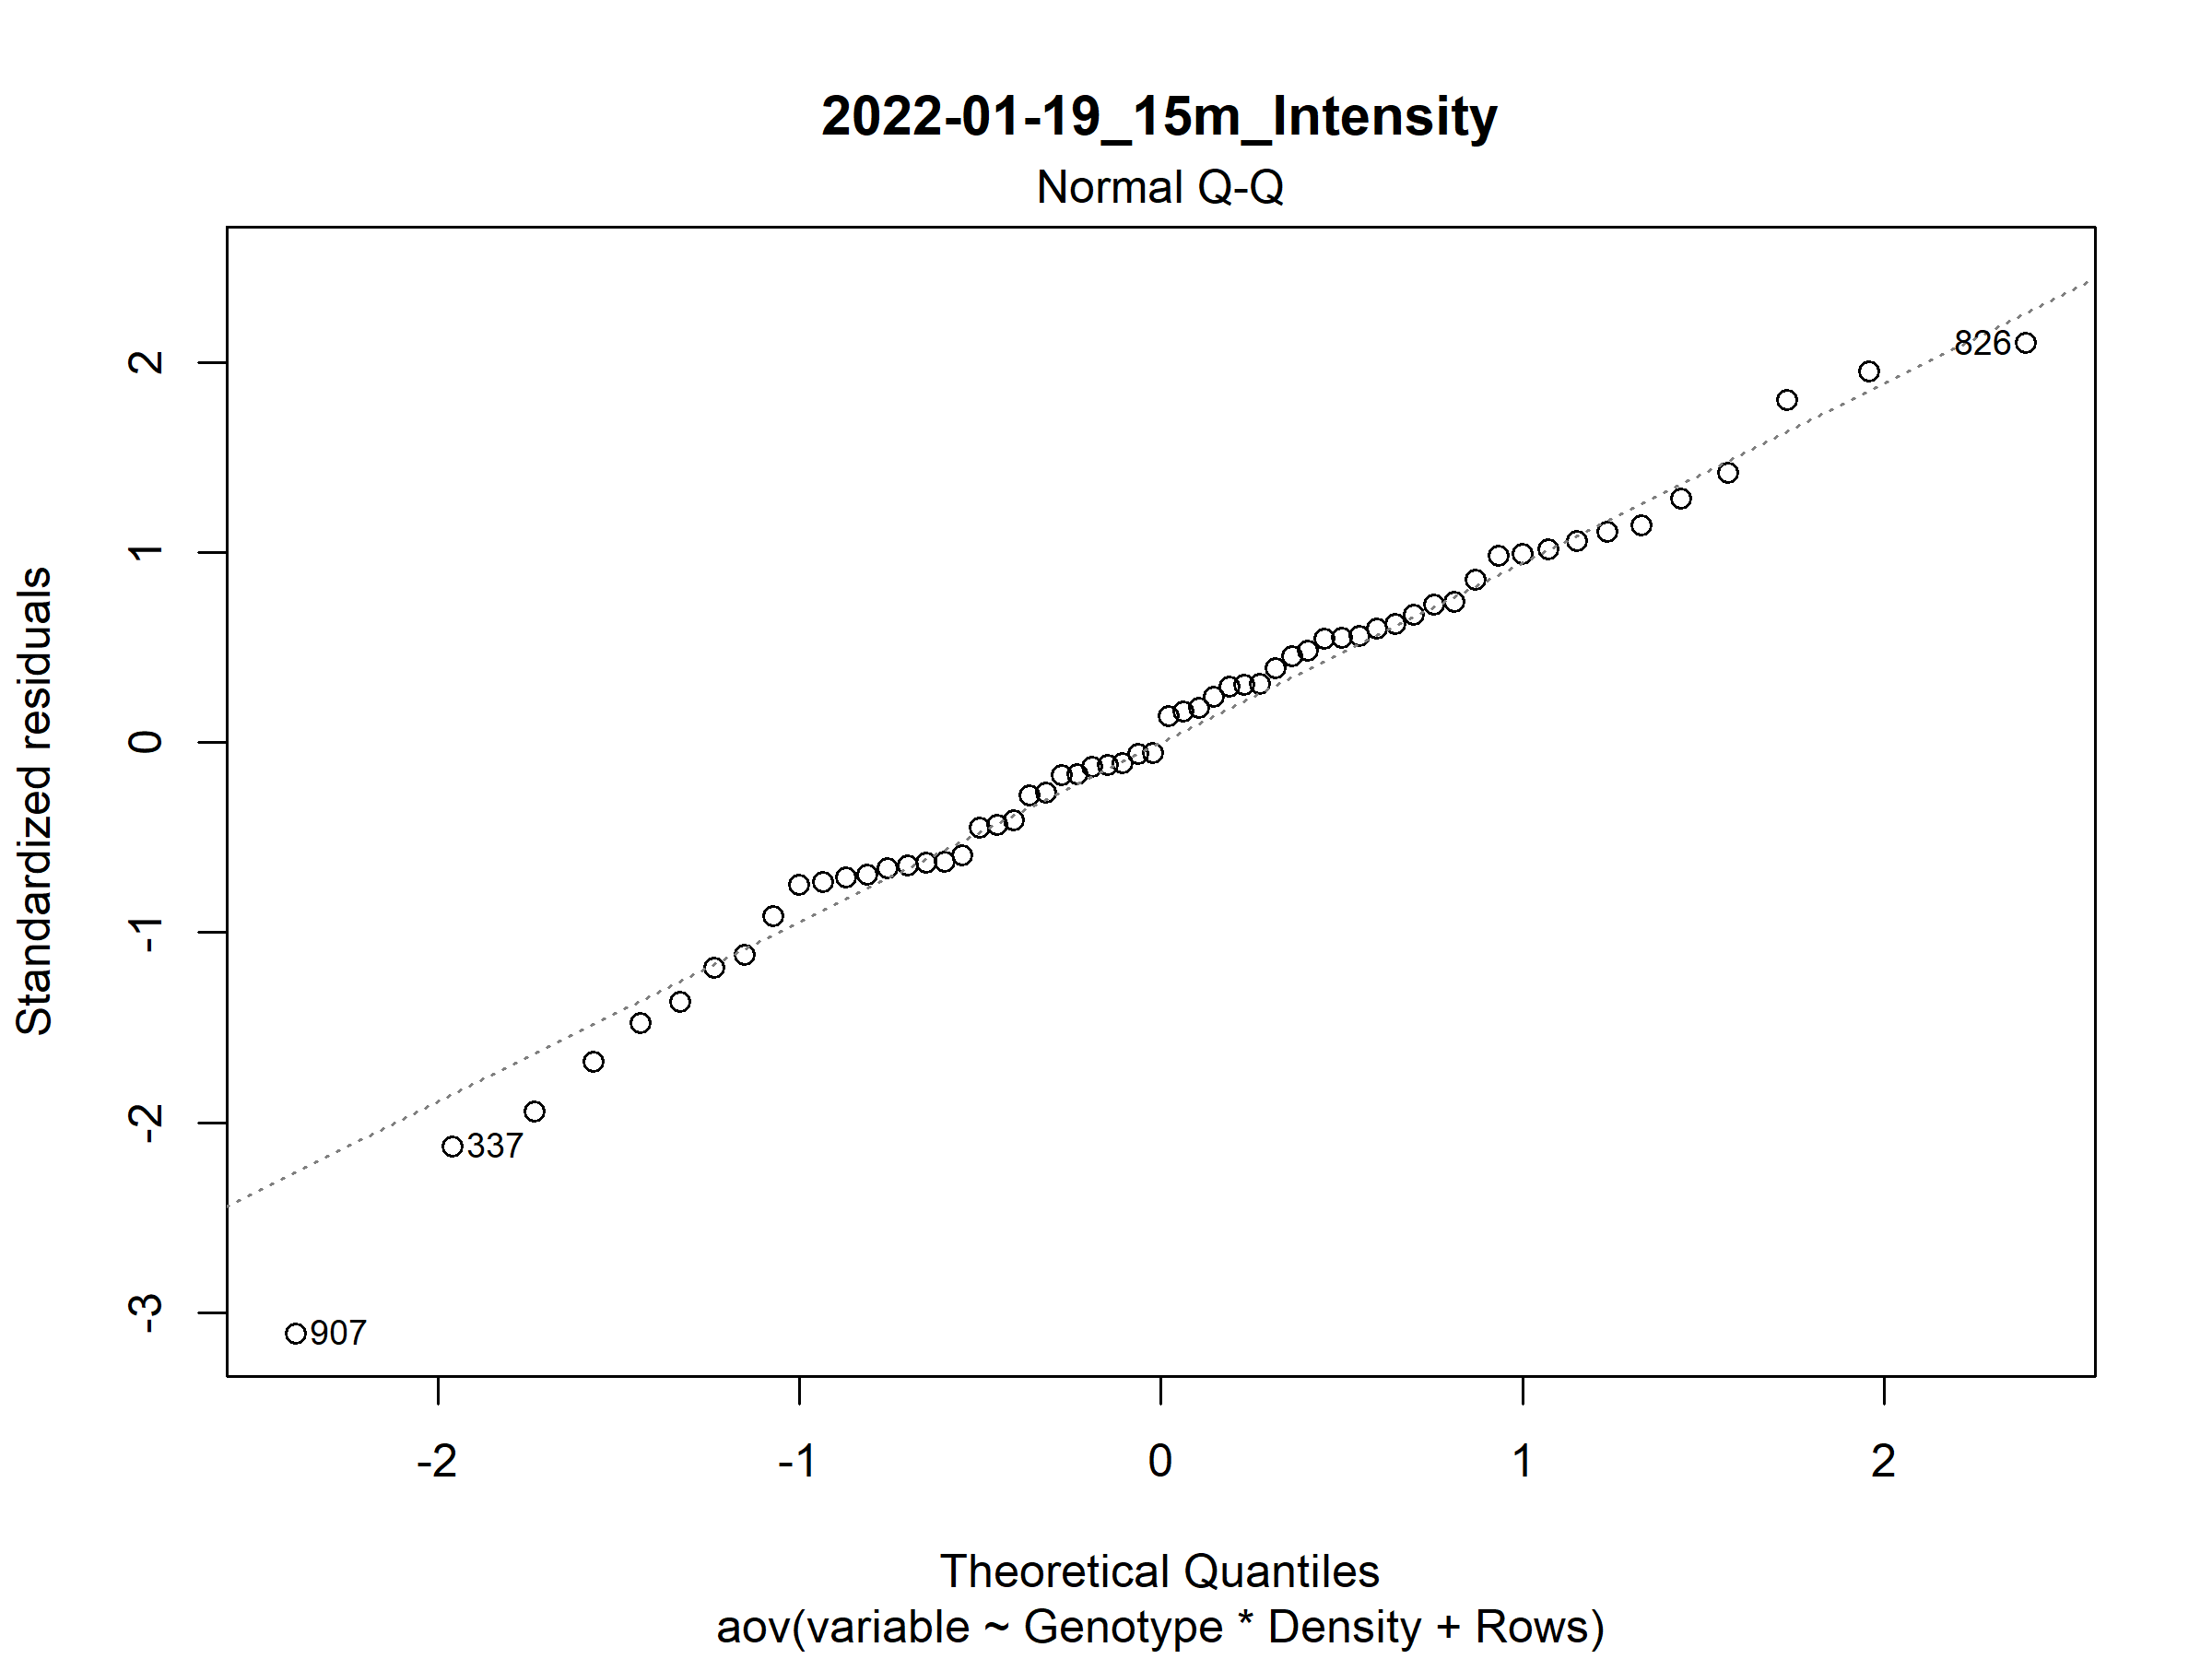 2022-01-19_15m_Intensity
Normal Q-Q
Standardized residuals
2
1
0
-1
-2
-3
826
337
907
-2
-1
0
1
2
Theoretical Quantiles
aov(variable ~ Genotype * Density + Rows)